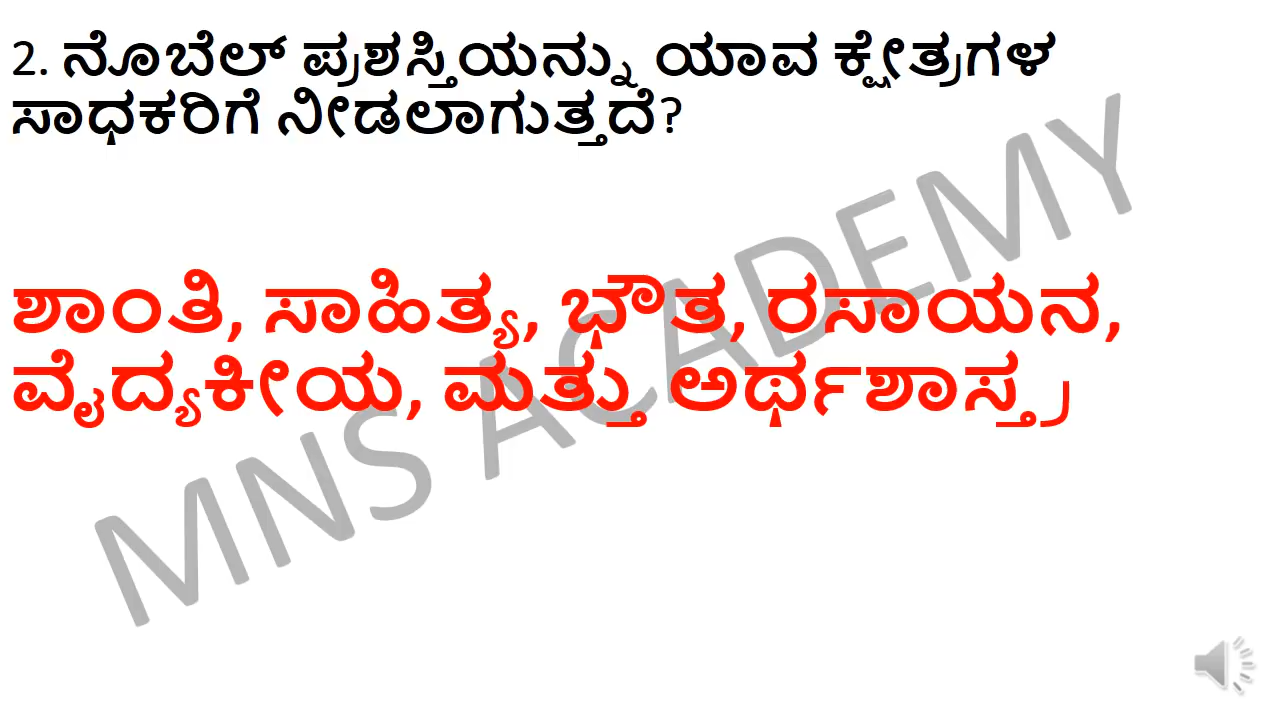 2. ನೊಬೆಲ್ ಪ್ರಶಸ್ತಿಯನ್ನು ಯಾವ ಕ್ಷೇತ್ರಗಳ
ಸಾಧಕರಿಗೆ ನೀಡಲಾಗುತ್ತದೆ?
ಶಾಂತಿ, ಸಾಹಿತ್ಯ, ಭೌತ, ರಸಾಯನ,
ವೈದ್ಯಕೀಯ, ಮತ್ತು ಅರ್ಥಶಾಸ್ತ್ರ
MNS ACADEMY